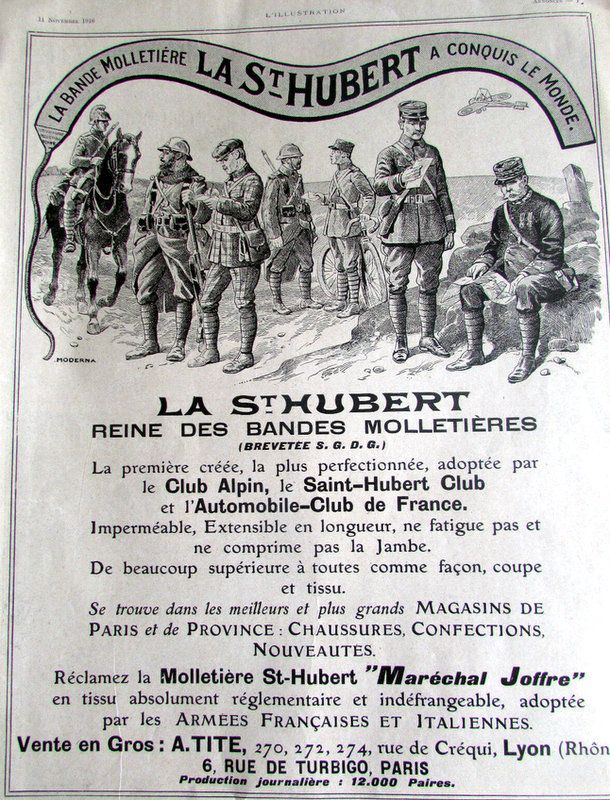 11 Novembre 1916
L'ILLUSTRATION
LA BANDE MOLLETIÉRE LA ST HUBERT A CONQUIS LE MONDE.
MODERNA
LA ST HUBERT
REINE DES BANDES MOLLETIÈRES
(BREVETÉE S. G. D. G.)
La première créée, la plus perfectionnée, adoptée par
le Club Alpin, le Saint-Hubert Club
et l'Automobile-Club de France.
Imperméable, Extensible en longueur, ne fatigue pas et
ne comprime pas la Jambe.
De beaucoup supérieure à toutes comme façon, coupe
et tissu.
Se trouve dans les meilleurs et plus grands MAGASINS DE
PARIS et de PROVINCE : CHAUSSURES, CONFECTIONS,
NOUVEAUTES.
Réclamez la Molletière St-Hubert "Maréchal Joffre"
en tissu absolument réglementaire et indéfrangeable, adoptée
par les ARMÉES FRANÇAISES ET ITALIENNES.
Vente en Gros : A. TITE, 270, 272, 274, rue de Créqui, Lyon (Rhôn
6, RUE DE TURBIGO, PARIS
Production journalière : 12.000 Paires.